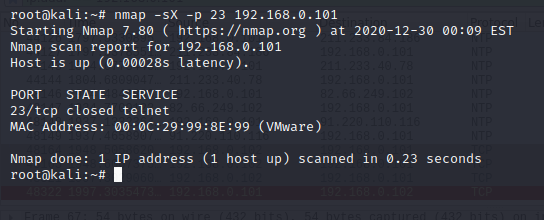 root@kali:~# nmap -sX -p 23 192.168.0.101
Starting Nmap 7.80 ( https://nmap.org ) at 2020-12-30 00:09 EST
Nmap scan report for 192.168.0.101
Host is up (0.00028s latency).
PORT STATE SERVICE
23/tcp closed telnet
MAC Address: 00:0C:29:99:8E:99 (VMware)
Nmap done: 1 IP address (1 host up) scanned in 0.23 seconds
root@kali:~#